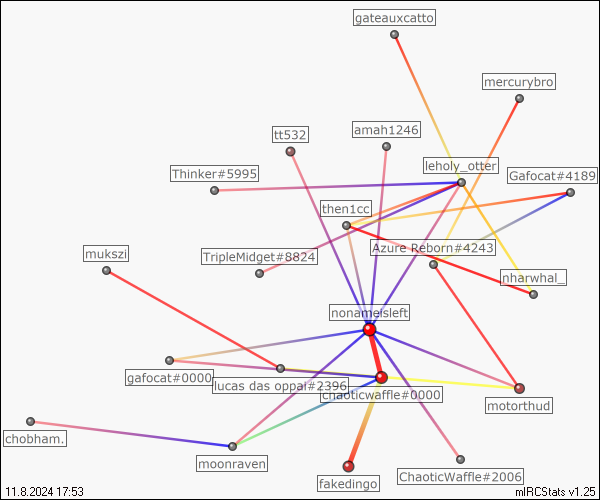 gateauxcatto
mercurybro
tt532
amah1246
leholy_otter
Thinker#5995
Gafocat#4189
then1cc
mukszi
TripleMidget#8824
Azure Reborn#4243
nharwhal_
nonameisleft
gafocat#0000
lucas das oppai#2396
chaoticwaffle#0000
motorthud
chobham.
moonraven
fakedingo
ChaoticWaffle#2006
11.8.2024 17:53
mIRCStats v1.25